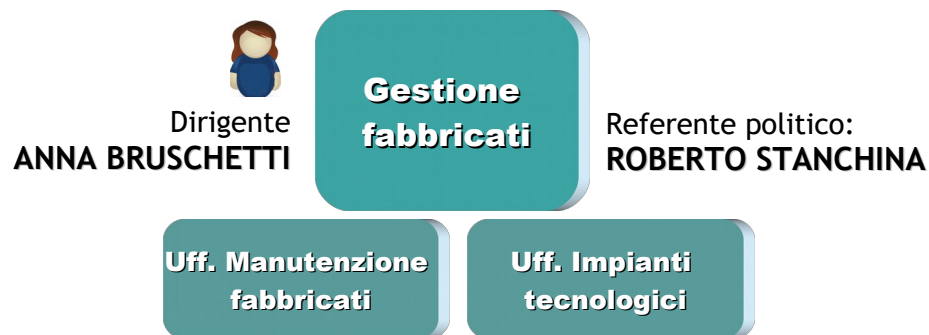 Gestione
fabbricati
Dirigente
ANNA BRUSCHETTI
Referente politico:
ROBERTO STANCHINA
Uff. Manutenzione
fabbricati
Uff. Impianti
tecnologici